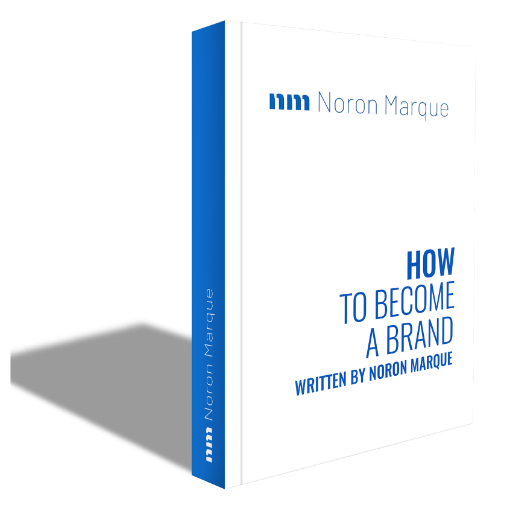 nm Noron Marque
HOW
TO BECOME
A BRAND
WRITTEN BY NORON MARQUE
nm Noron Marque